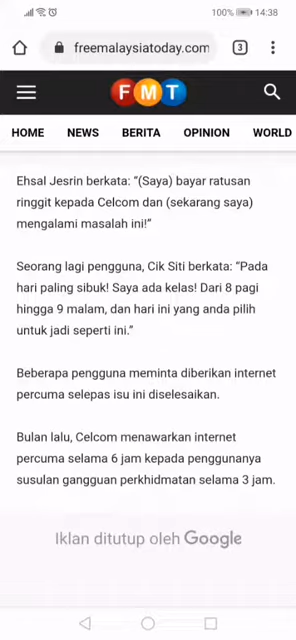 100% 14:38
freemalaysiatoday.com 3
FMT
HOME NEWS BERITA OPINION WORLD
Ehsal Jesrin berkata: “(Saya) bayar ratusan
ringgit kepada Celcom dan (sekarang saya)
mengalami masalah ini!”
Seorang lagi pengguna, Cik Siti berkata: “Pada
hari paling sibuk! Saya ada kelas! Dari 8 pagi
hingga 9 malam, dan hari ini yang anda pilih
untuk jadi seperti ini.”
Beberapa pengguna meminta diberikan internet
percuma selepas isu ini diselesaikan.
Bulan lalu, Celcom menawarkan internet
percuma selama 6 jam kepada penggunanya
susulan gangguan perkhidmatan selama 3 jam.
Iklan ditutup oleh Google